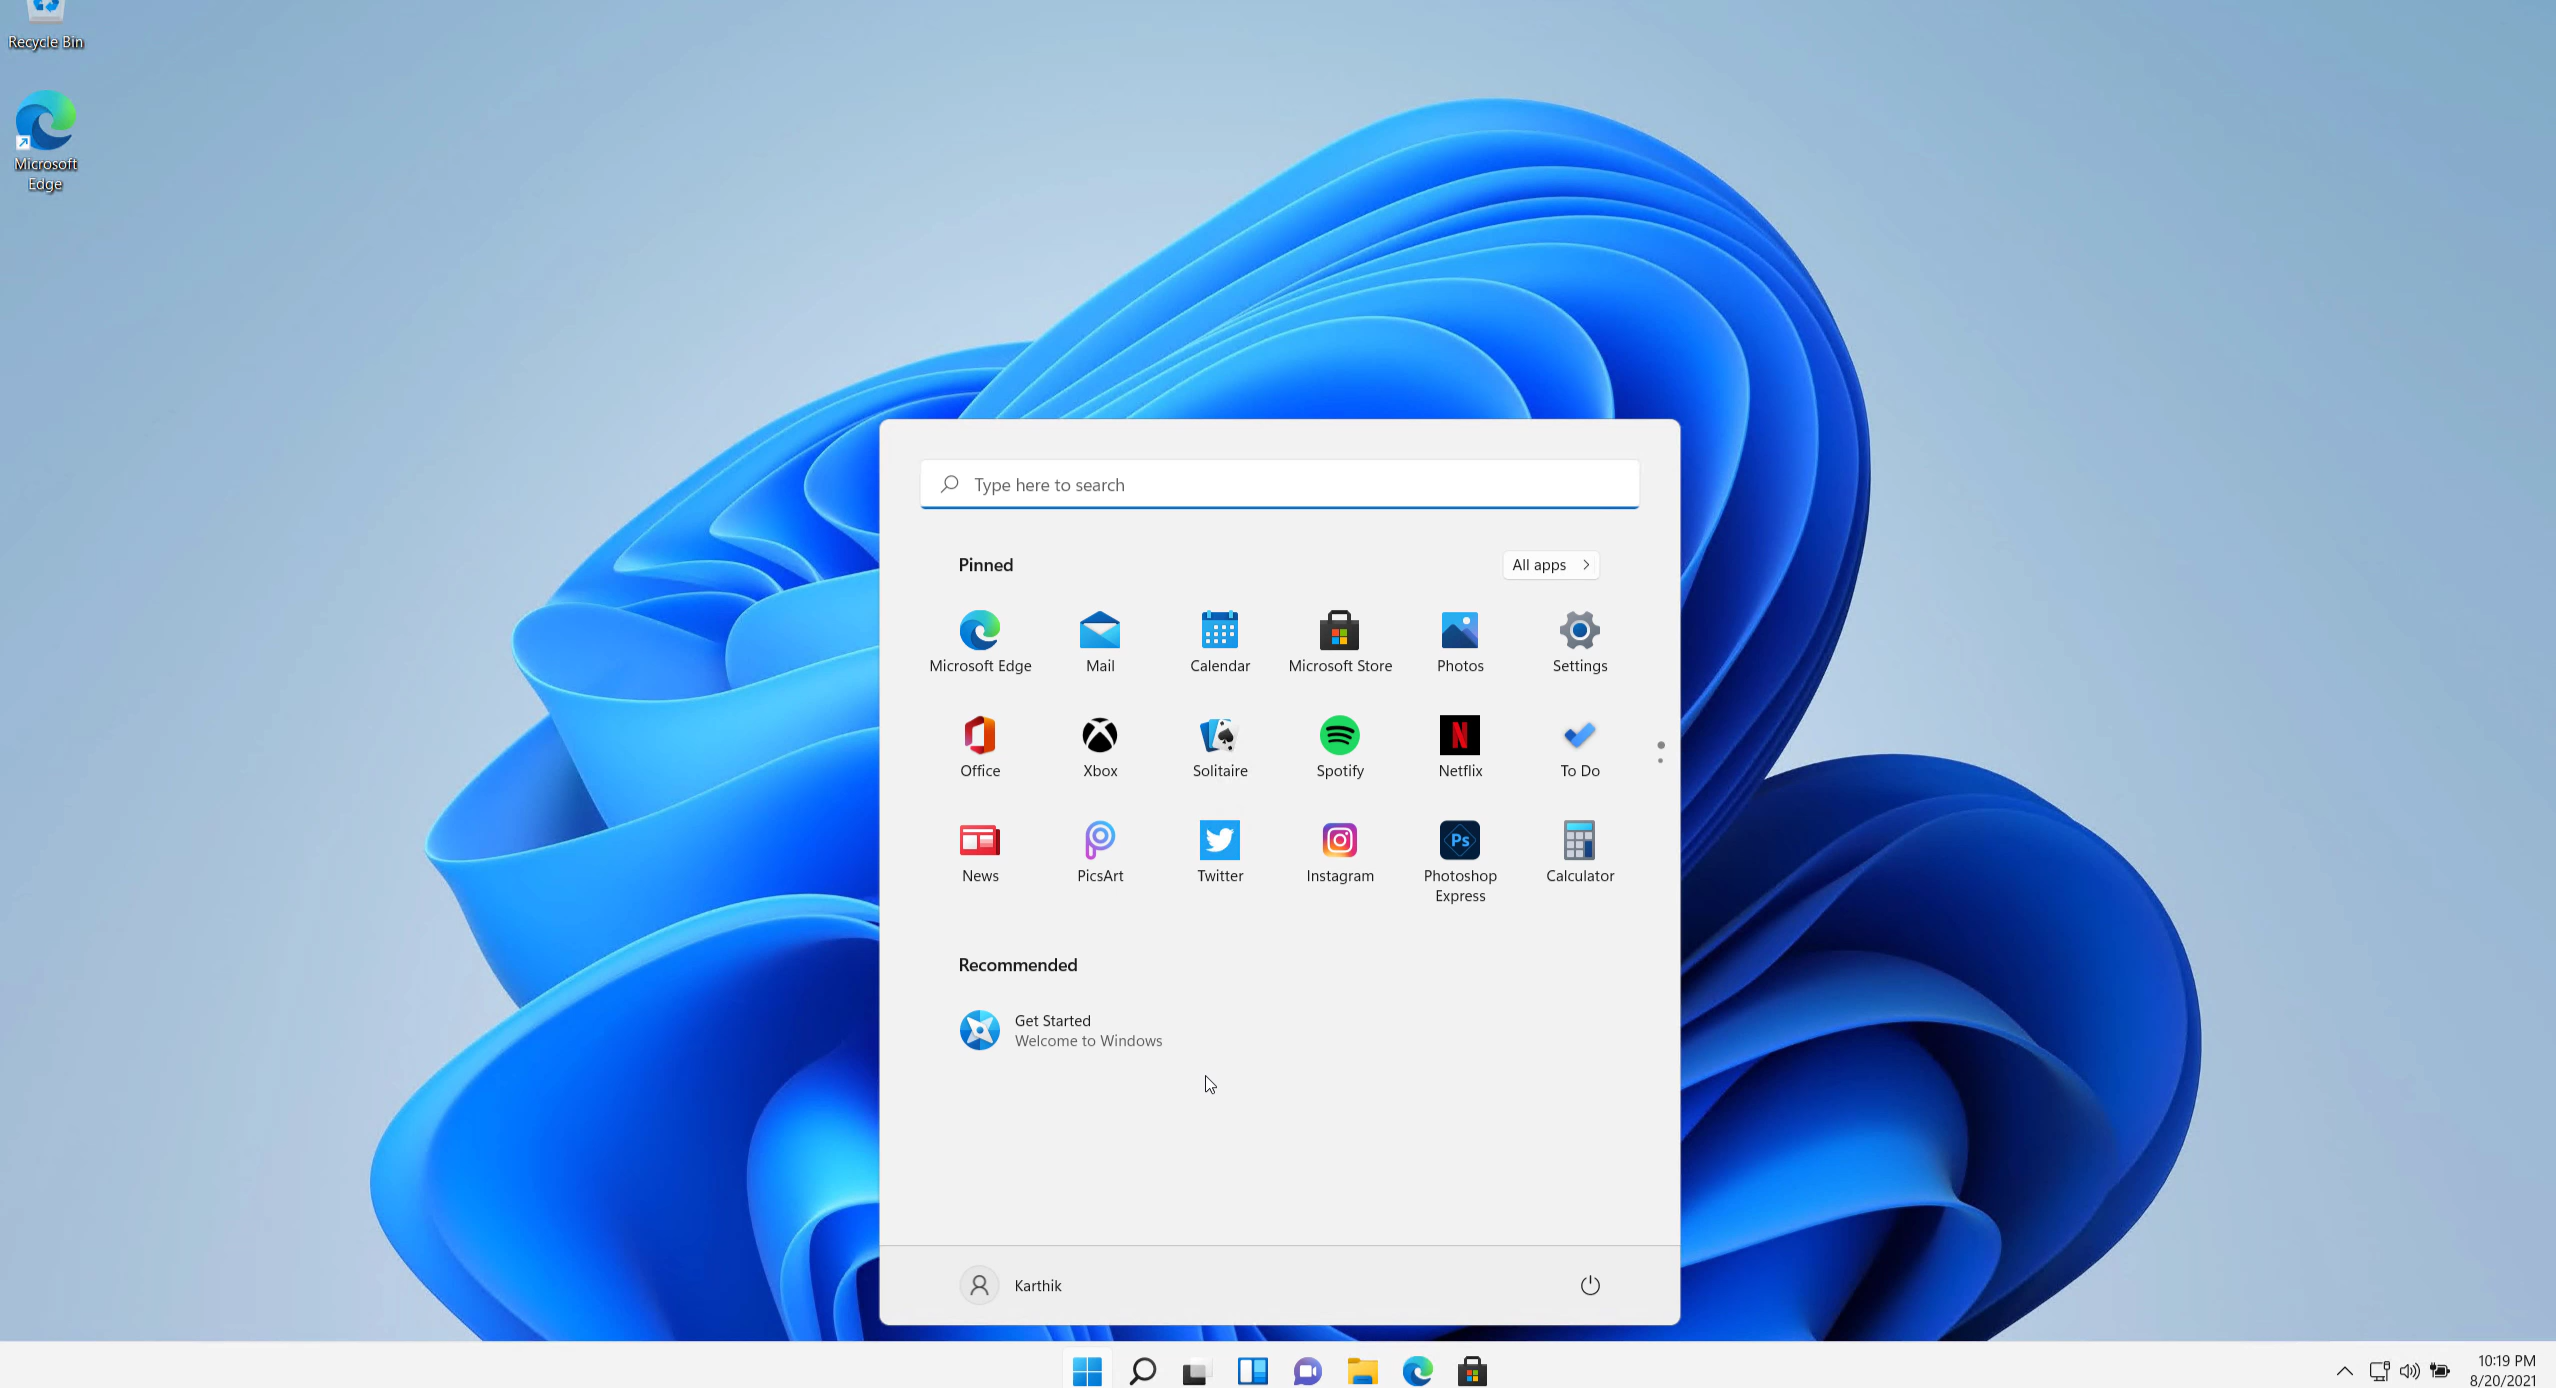 Recycle Bin
Microsoft
Edge
Type here to search
Pinned
All apps
Microsoft Edge
Mail
Calendar
Microsoft Store
Photos
Settings
Office
Xbox
Solitaire
Spotify
Netflix
To Do
News
PicsArt
Twitter
Instagram
Ps
Photoshop
Express
Calculator
Recommended
Get Started
Welcome to Windows
Karthik
10:19 PM
8/20/2021